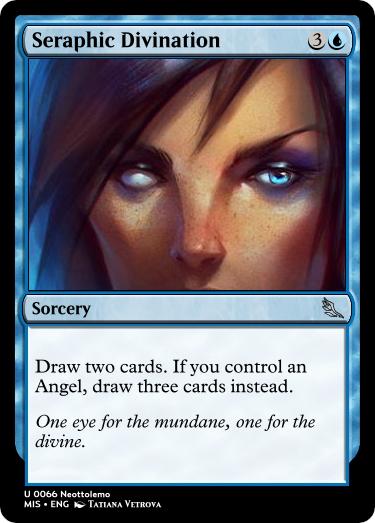 Seraphic Divination 3
Sorcery
Draw two cards. If you control an
Angel, draw three cards instead.
One eye for the mundane, one for the
divine.
U 0066 Neottolemo
MIS • ENG Tatiana Vetrova